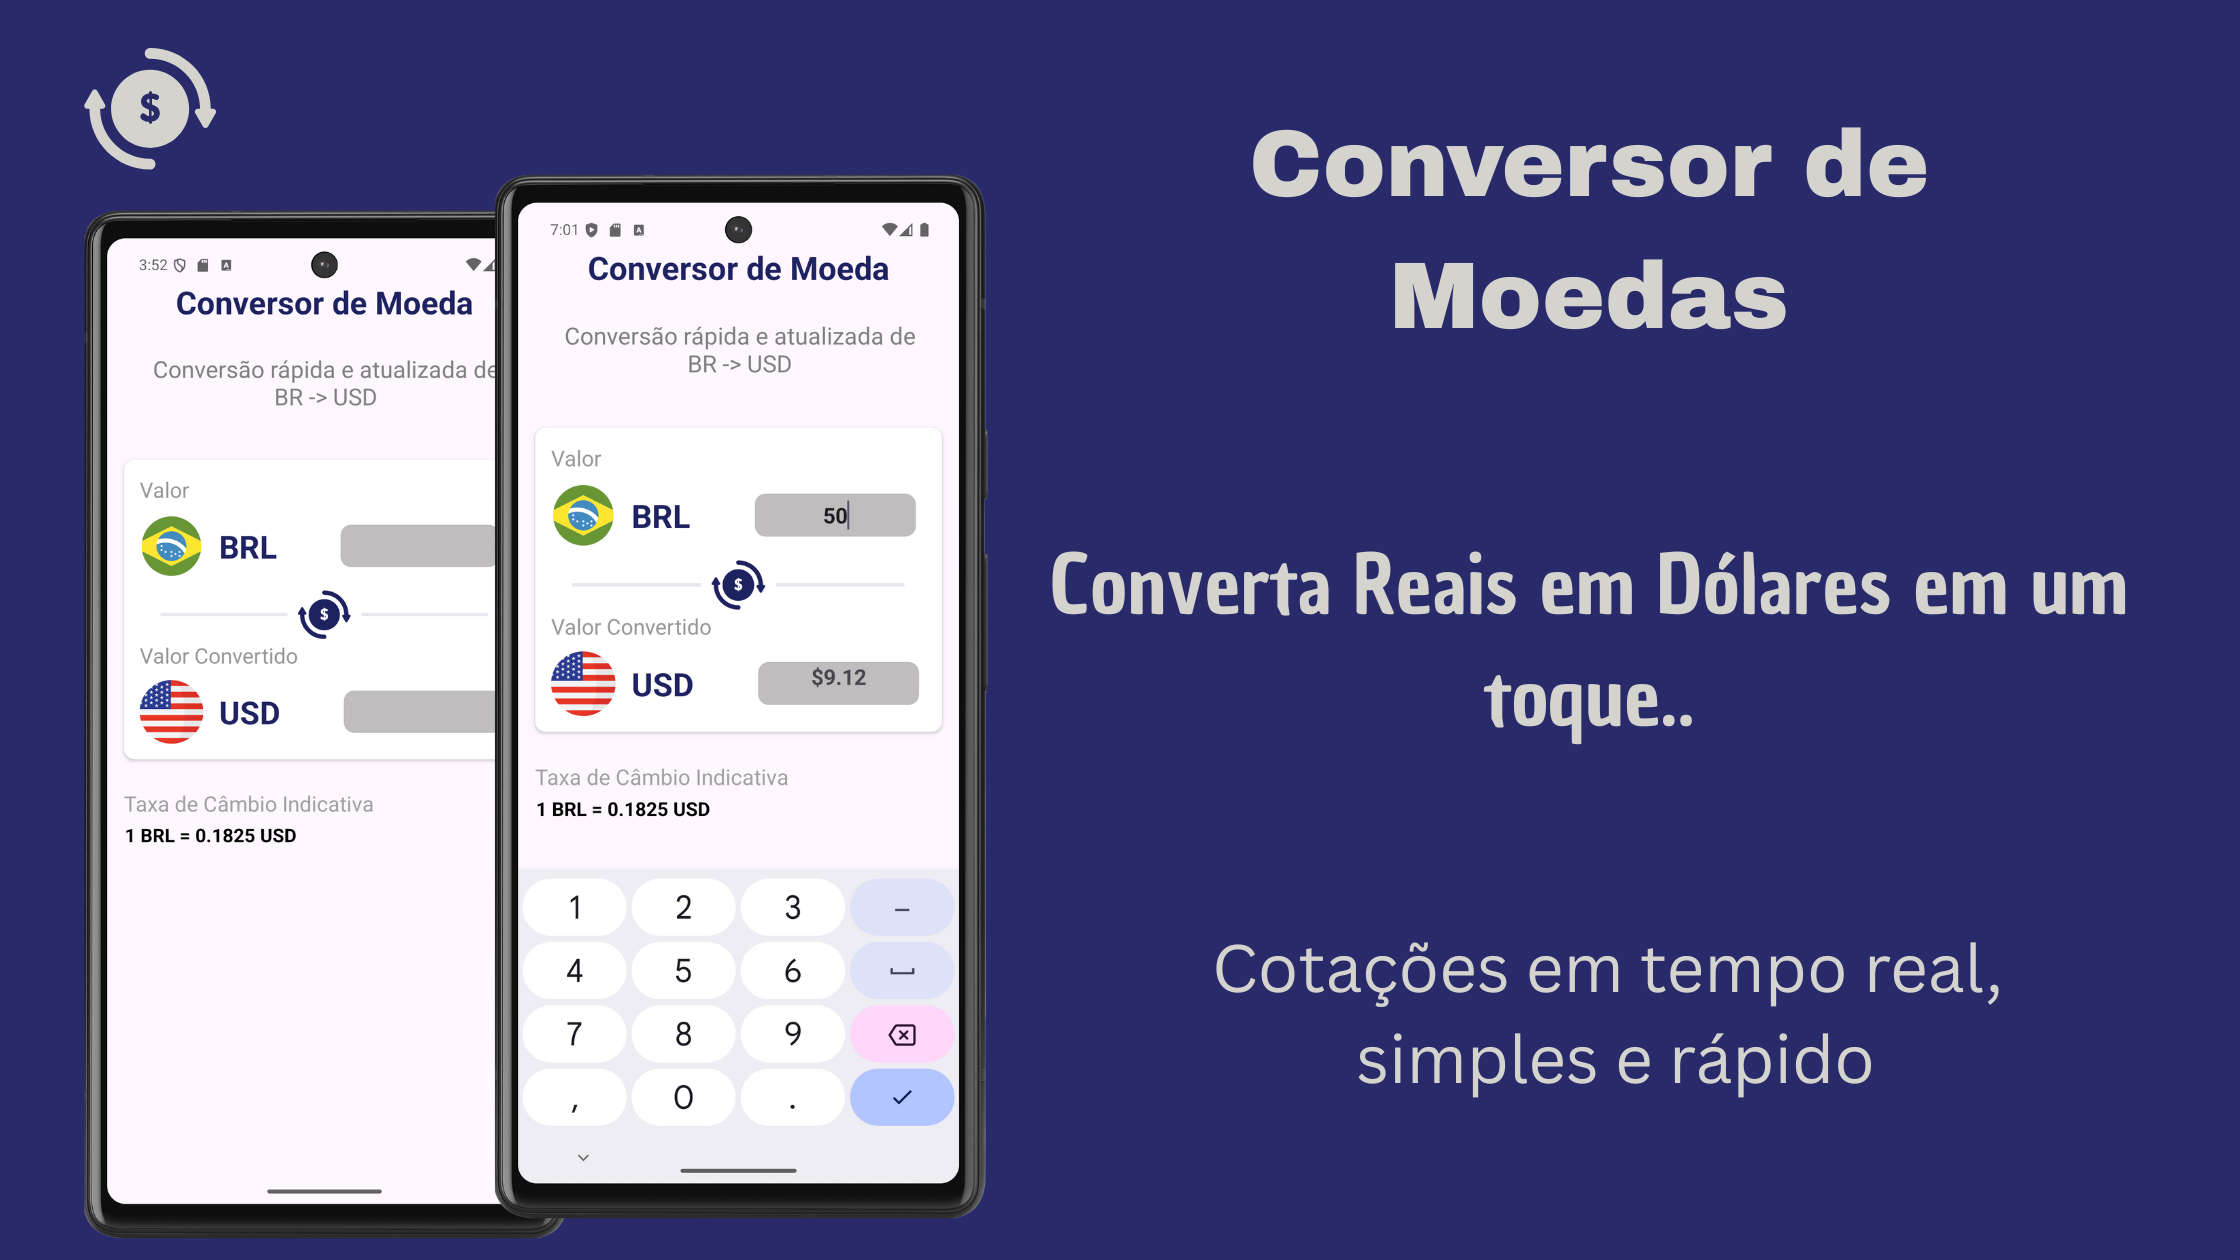 $
Conversor de
Moedas
Converta Reais em Dólares em um
toque..
Cotações em tempo real,
simples e rápido
3:52
Conversor de Moeda
Conversão rápida e atualizada de
BR -> USD
Valor
BRL
$
Valor Convertido
USD
Taxa de Câmbio Indicativa
1 BRL = 0.1825 USD
7:01
Conversor de Moeda
Conversão rápida e atualizada de
BR -> USD
Valor
BRL 50
$
Valor Convertido
USD $9.12
Taxa de Câmbio Indicativa
1 BRL = 0.1825 USD
1 2 3 –
4 5 6
7 8 9
, 0 .